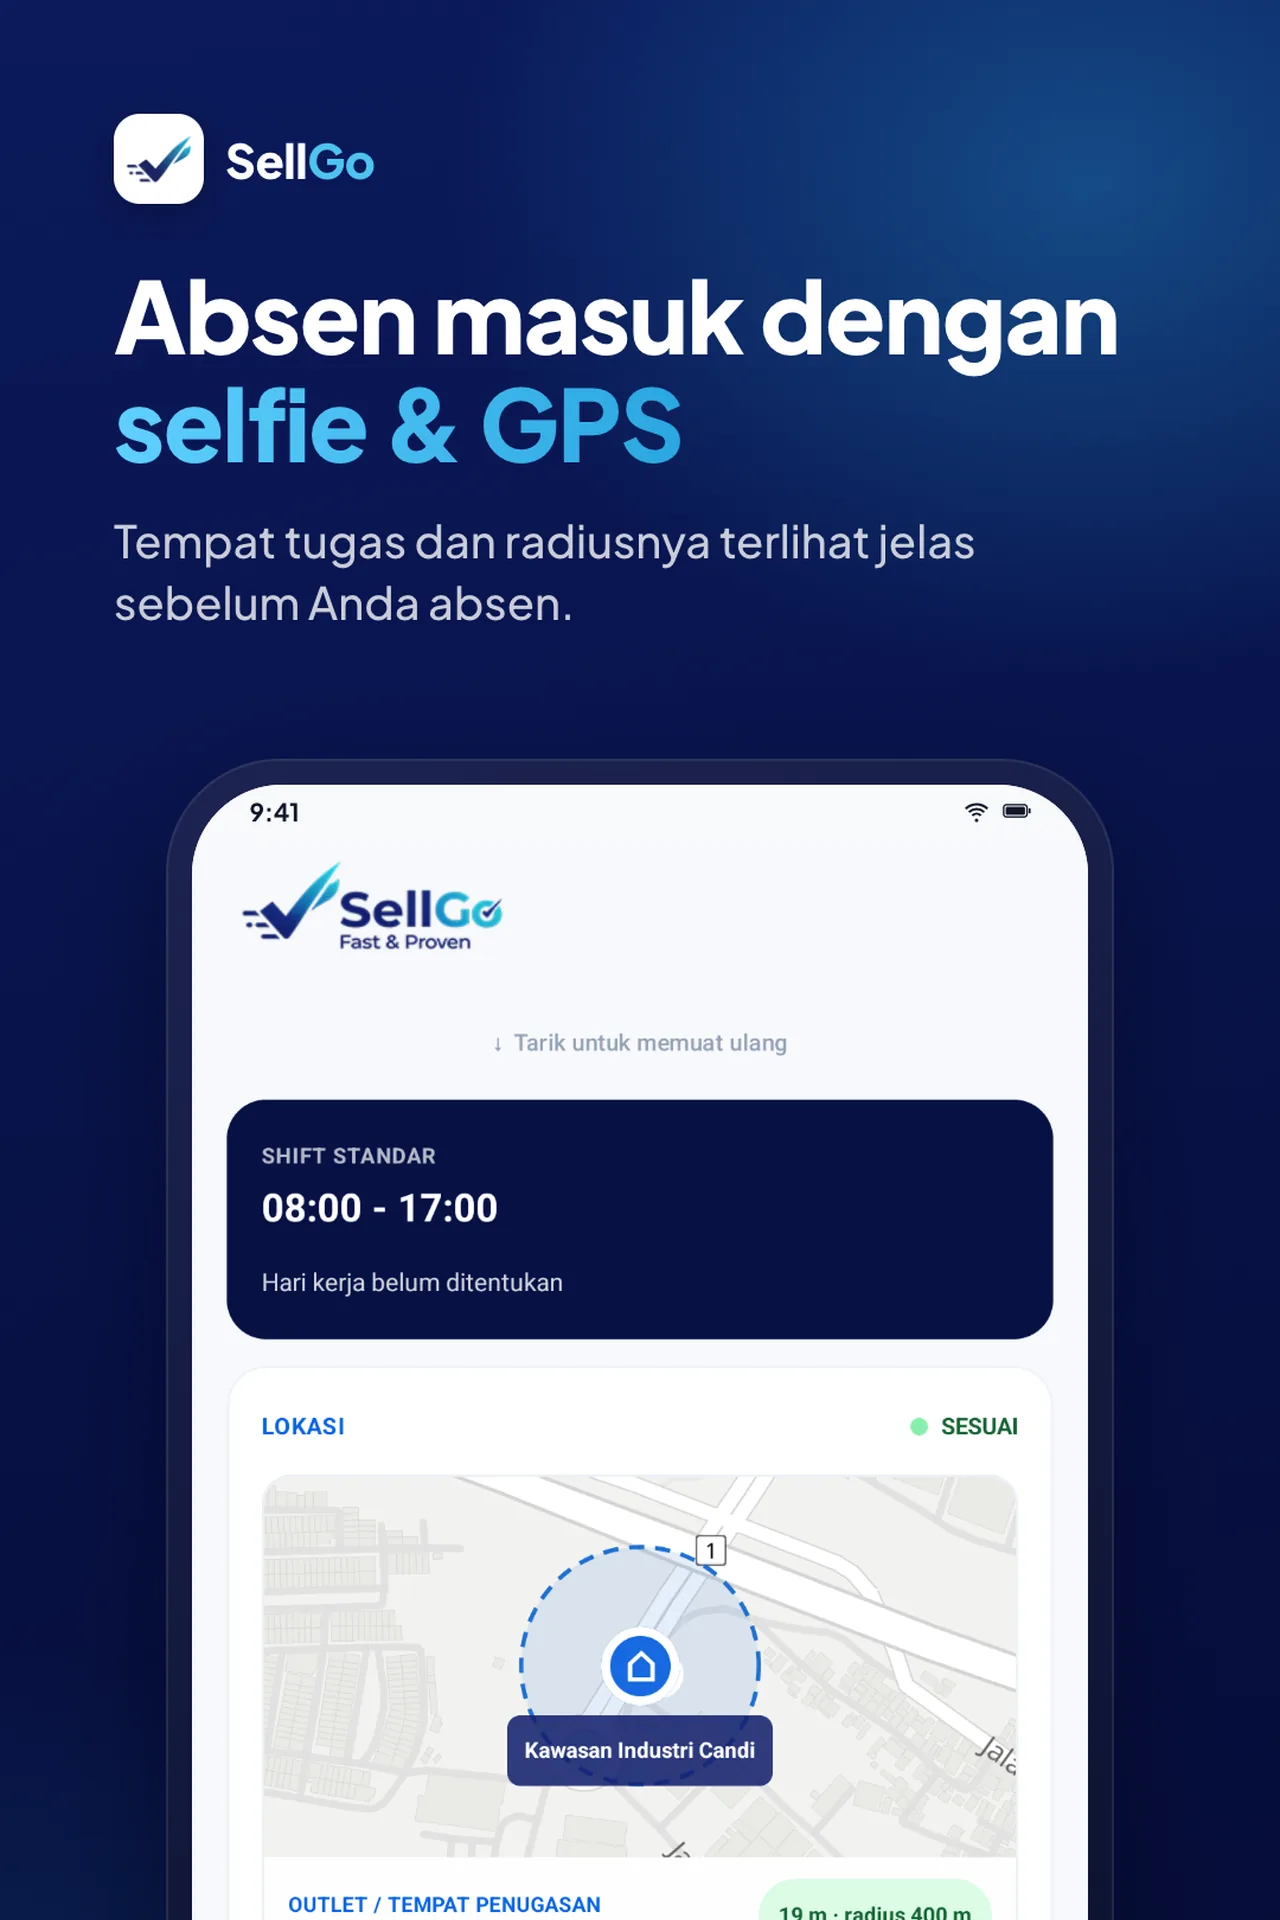 SellGo
Absen masuk dengan
selfie & GPS
Tempat tugas dan radiusnya terlihat jelas
sebelum Anda absen.
9:41
SellGo
Fast & Proven
↓ Tarik untuk memuat ulang
SHIFT STANDAR
08:00 - 17:00
Hari kerja belum ditentukan
LOKASI
SESUAI
1
Kawasan Industri Candi
Jala
Ja
OUTLET / TEMPAT PENUGASAN
19 m · radius 400 m